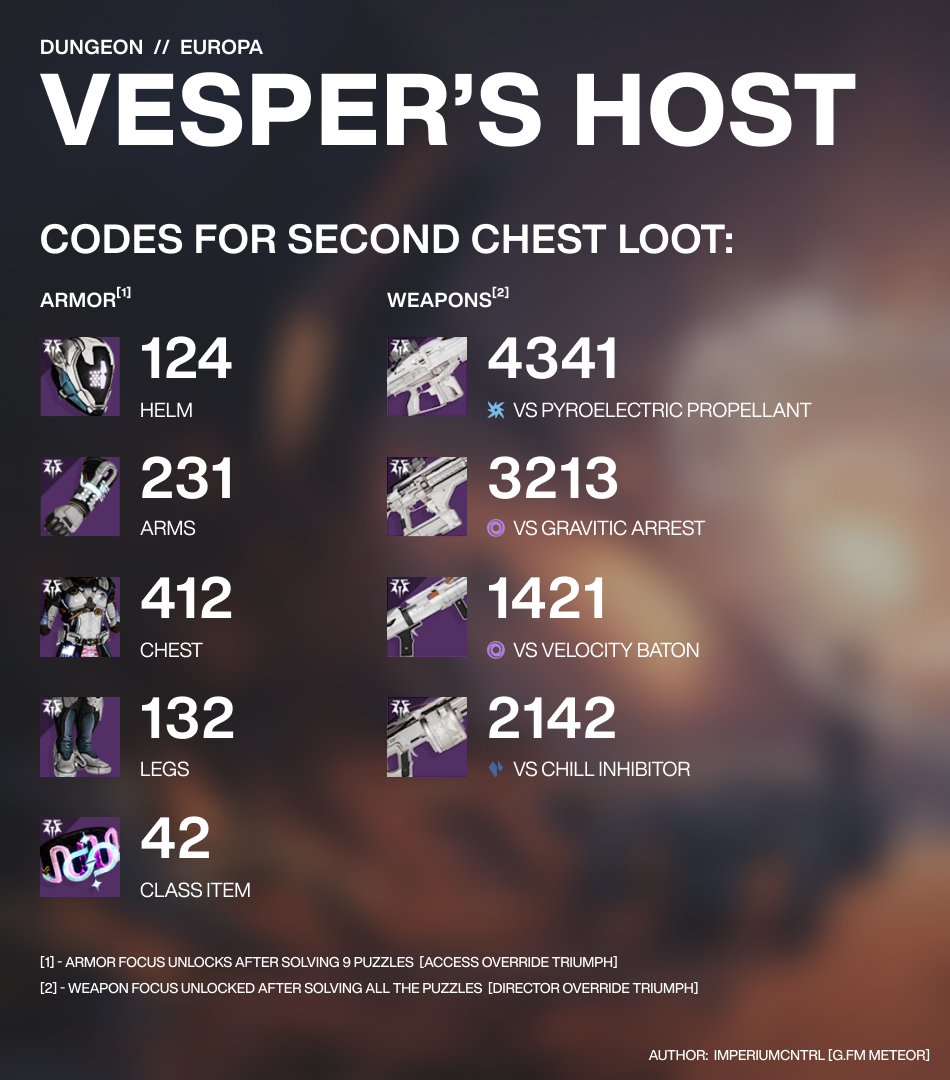 DUNGEON // EUROPA
VESPER’S HOST
CODES FOR SECOND CHEST LOOT:
ARMOR[1]
124
HELM
231
ARMS
412
CHEST
132
LEGS
42
CLASS ITEM
WEAPONS[2]
4341
VS PYROELECTRIC PROPELLANT
3213
VS GRAVITIC ARREST
1421
VS VELOCITY BATON
2142
VS CHILL INHIBITOR
[1] - ARMOR FOCUS UNLOCKS AFTER SOLVING 9 PUZZLES [ACCESS OVERRIDE TRIUMPH]
[2] - WEAPON FOCUS UNLOCKED AFTER SOLVING ALL THE PUZZLES [DIRECTOR OVERRIDE TRIUMPH]
AUTHOR: IMPERIUMCNTRL [G.FM METEOR]